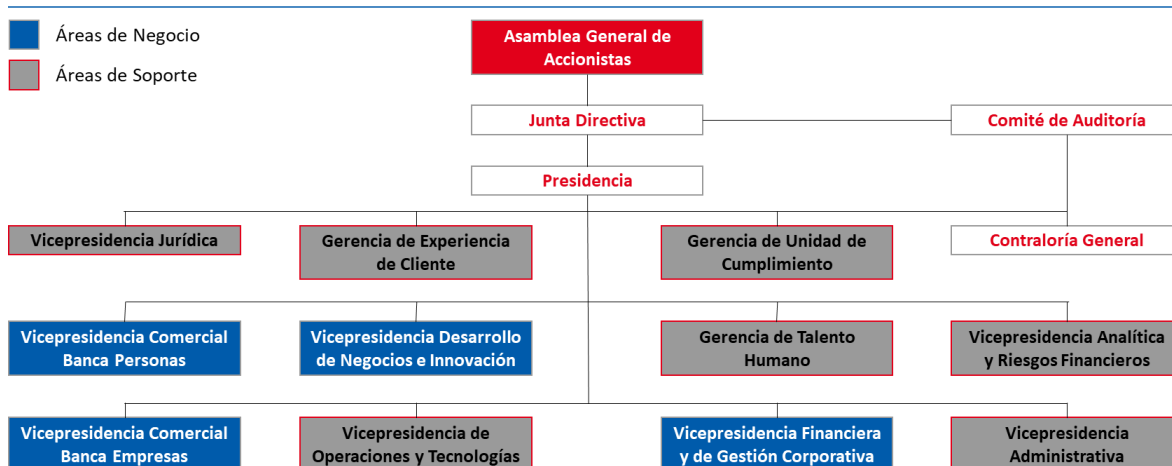 Áreas de Negocio
Áreas de Soporte
Asamblea General de
Accionistas
Junta Directiva
Comité de Auditoría
Presidencia
Vicepresidencia Jurídica
Gerencia de Experiencia
de Cliente
Gerencia de Unidad de
Cumplimiento
Contraloría General
Vicepresidencia Comercial
Banca Personas
Vicepresidencia Desarrollo
de Negocios e Innovación
Gerencia de Talento
Humano
Vicepresidencia Analítica
y Riesgos Financieros
Vicepresidencia Comercial
Banca Empresas
Vicepresidencia de
Operaciones y Tecnologías
Vicepresidencia Financiera
y de Gestión Corporativa
Vicepresidencia
Administrativa